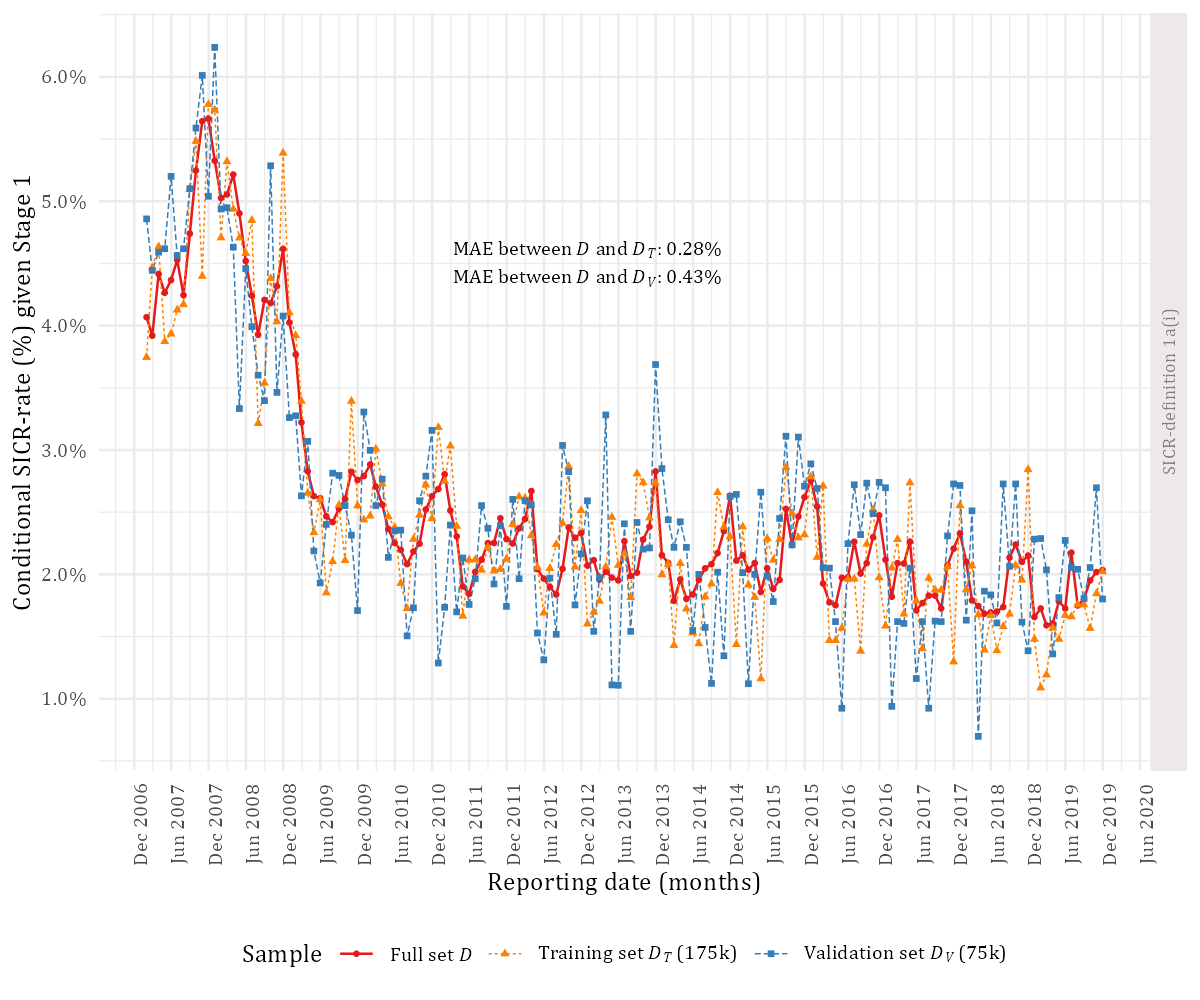 Conditional SICR-rate (%) given Stage 1
6.0%
5.0%
4.0%
3.0%
2.0%
1.0%
MAE between D and D_T: 0.28%
MAE between D and D_V: 0.43%
SICR-definition 1a(i)
Dec 2006
Jun 2007
Dec 2007
Jun 2008
Dec 2008
Jun 2009
Dec 2009
Jun 2010
Dec 2010
Jun 2011
Dec 2011
Jun 2012
Dec 2012
Jun 2013
Dec 2013
Jun 2014
Dec 2014
Jun 2015
Dec 2015
Jun 2016
Dec 2016
Jun 2017
Dec 2017
Jun 2018
Dec 2018
Jun 2019
Dec 2019
Jun 2020
Reporting date (months)
Sample Full set D Training set D_T (175k) Validation set D_V (75k)